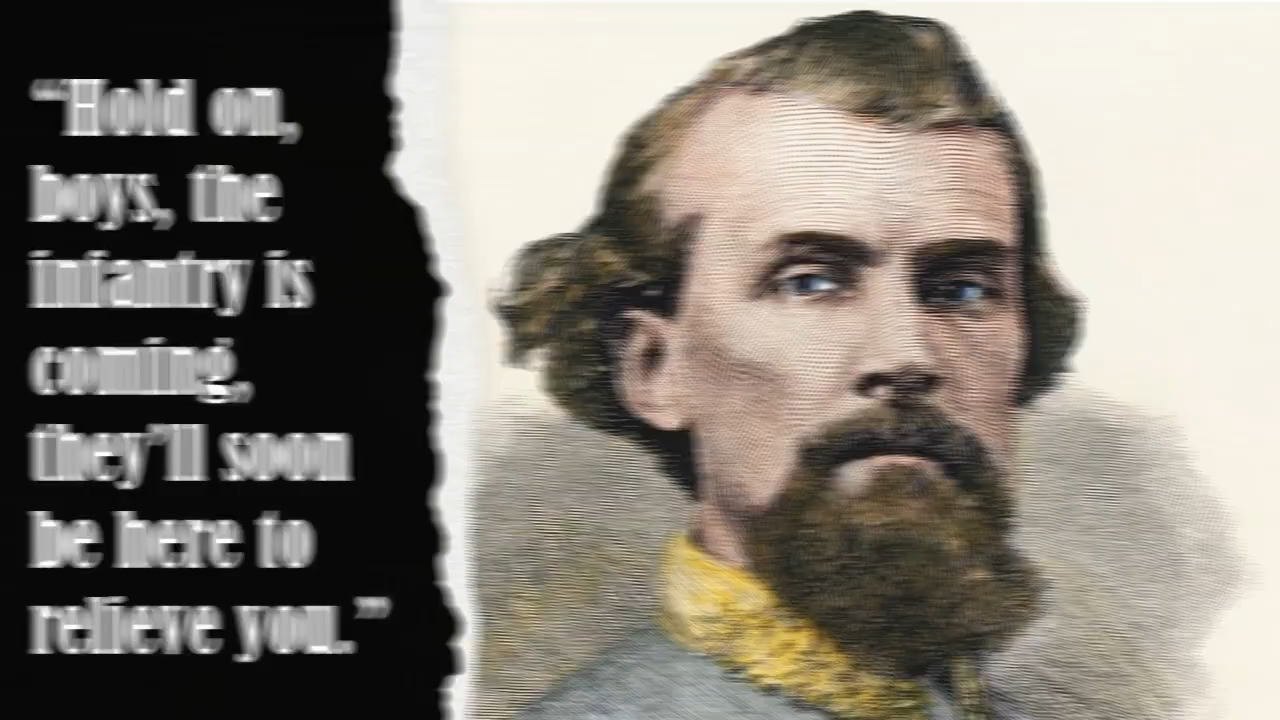 “Hold on,
boys, the
infantry is
coming,
they’ll soon
be here to
relieve you.”